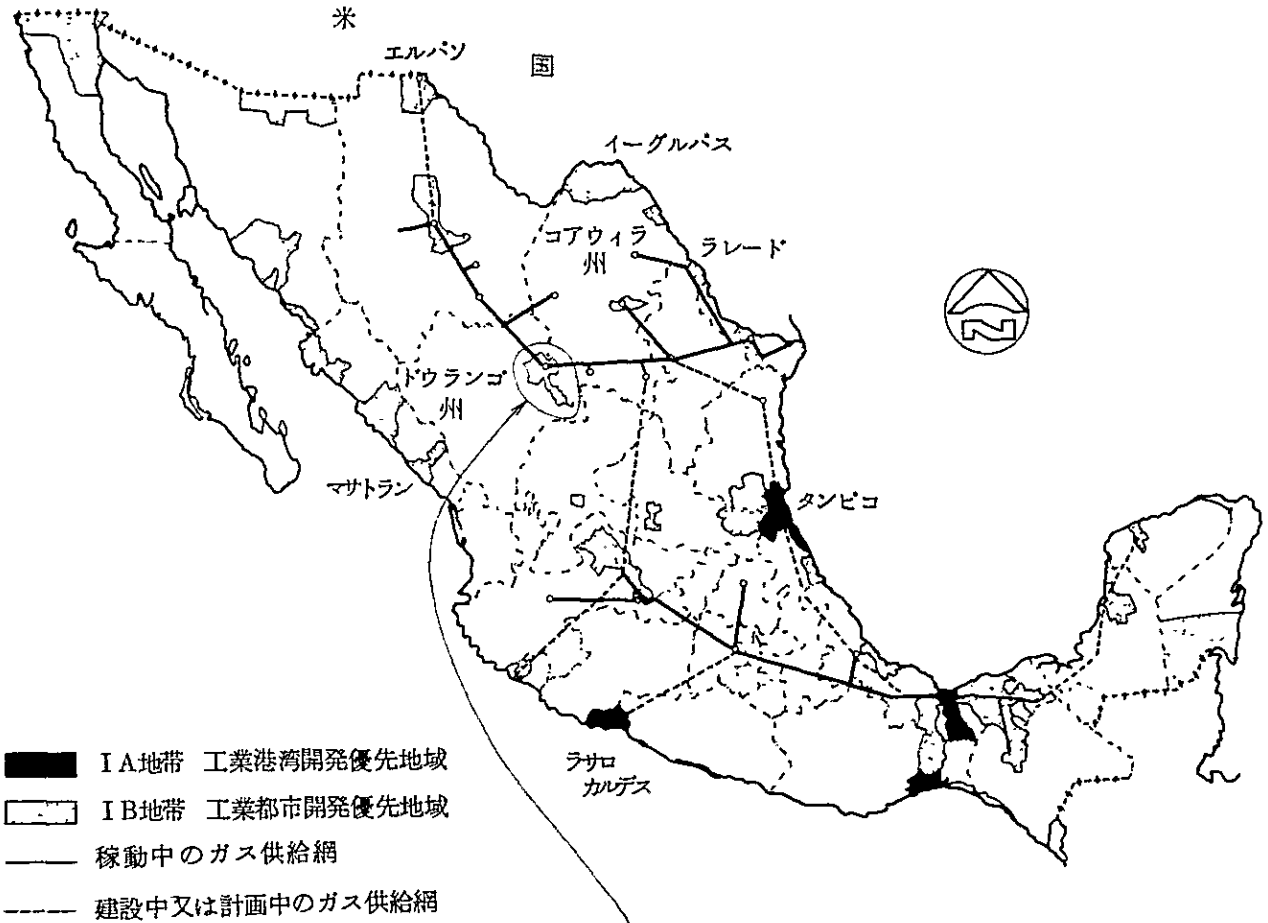 米
国
エルパソ
イーグルパス
コアウィラ
州
ラレード
N
ドウランゴ
州
マサトラン
タンピコ
ラサロ
カルデス
ⅠA地帯 工業港湾開発優先地域
ⅠB地帯 工業都市開発優先地域
稼動中のガス供給網
建設中又は計画中のガス供給網